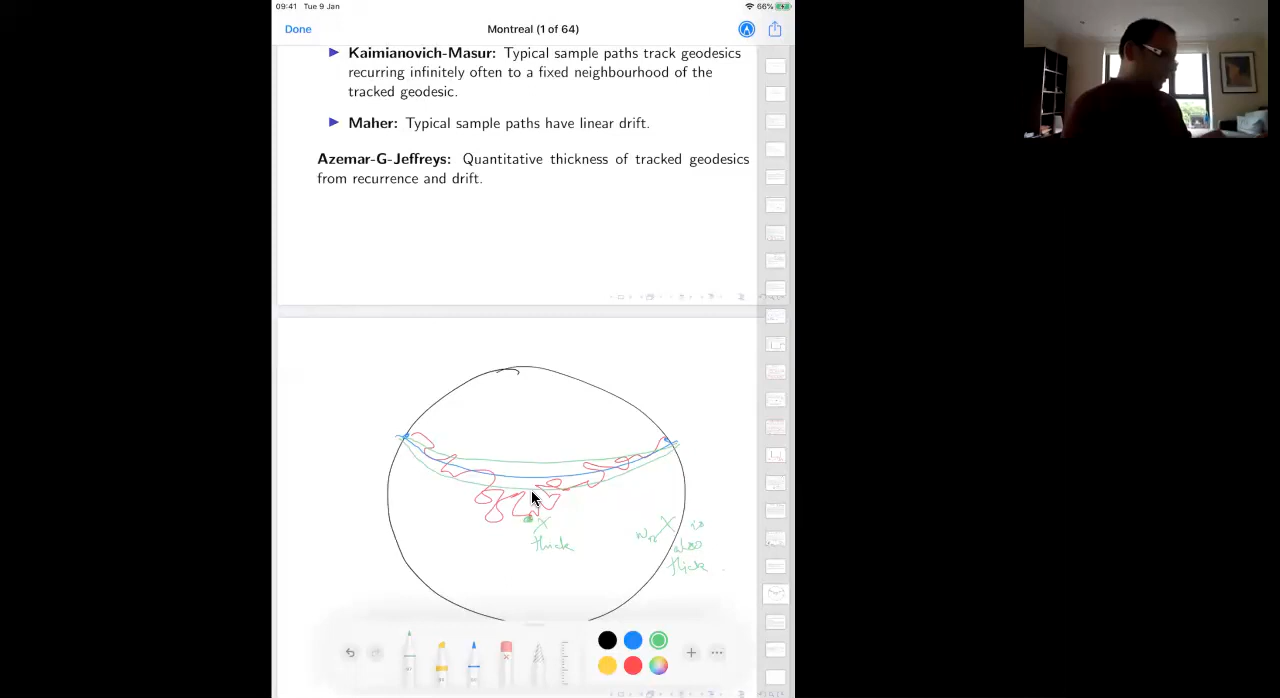 09:41 Tue 9 Jan
66%
Done
Montreal (1 of 64)
Kaimianovich-Masur: Typical sample paths track geodesics
recurring infinitely often to a fixed neighbourhood of the
tracked geodesic.
Maher: Typical sample paths have linear drift.
Azemar-G-Jeffreys: Quantitative thickness of tracked geodesics
from recurrence and drift.
X
thick
wn X is
also
thick